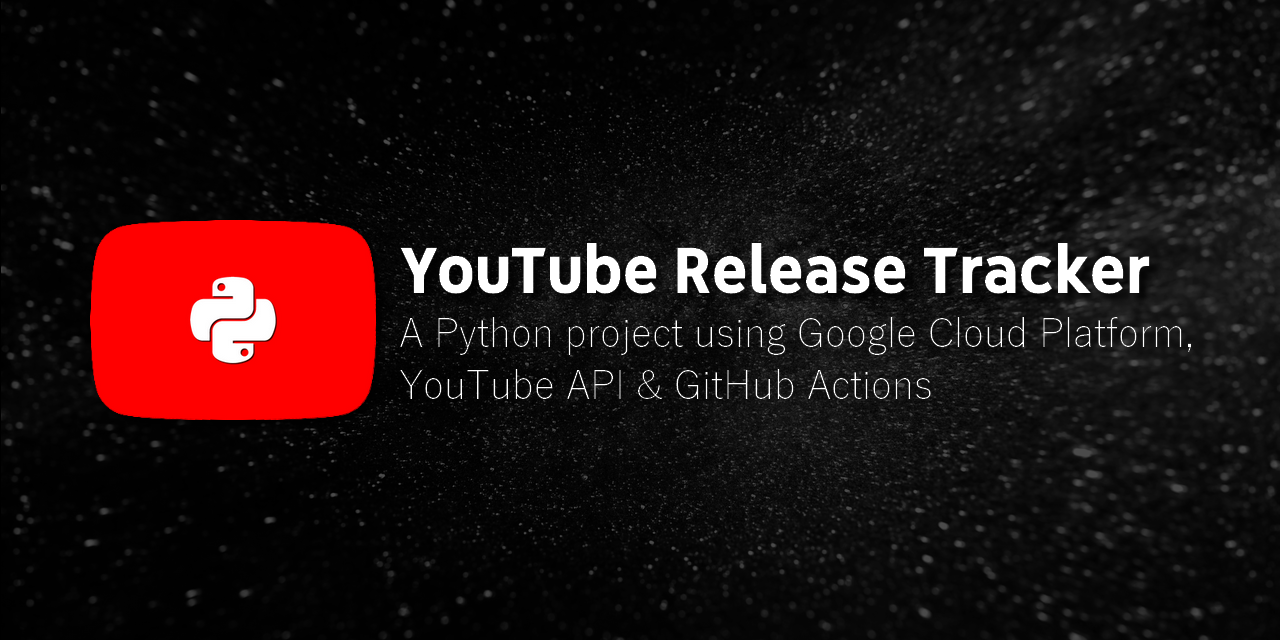 YouTube Release Tracker
A Python project using Google Cloud Platform,
YouTube API & GitHub Actions